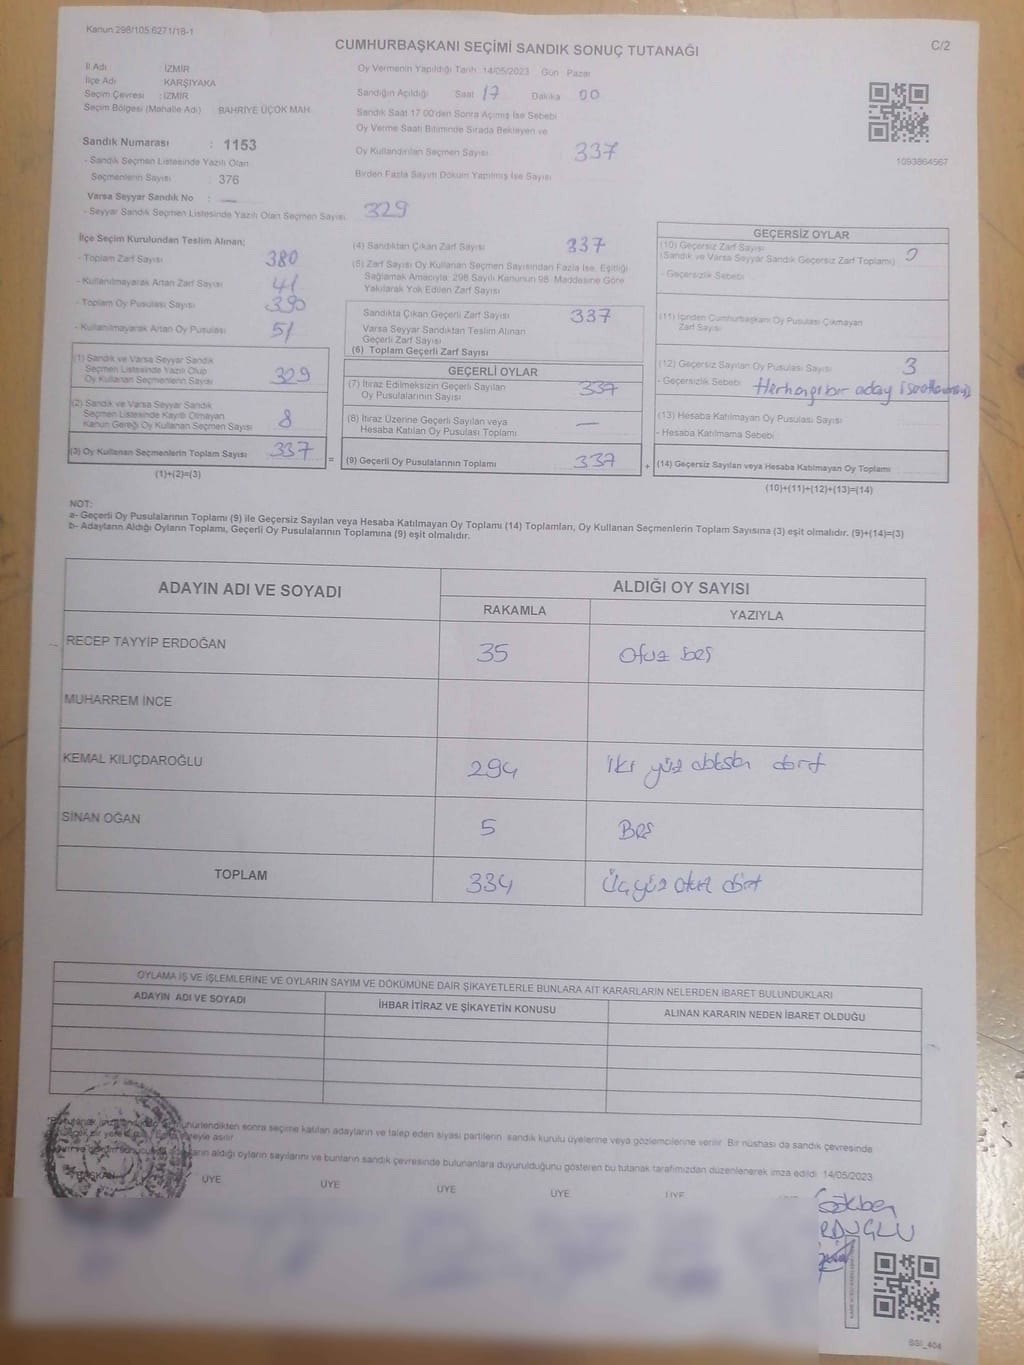 Kanun 298/105.6271/18-1
CUMHURBAŞKANI SEÇİMİ SANDIK SONUÇ TUTANAĞI
C/2
İl Adı İZMİR
İlçe Adı KARŞIYAKA
Seçim Çevresi : İZMİR
Seçim Bölgesi (Mahalle Adı) BAHRİYE ÜÇOK MAH.
Sandık Numarası : 1153
- Sandık Seçmen Listesinde Yazılı Olan
Seçmenlerin Sayısı : 376
Varsa Seyyar Sandık No : —
- Seyyar Sandık Seçmen Listesinde Yazılı Olan Seçmen Sayısı 329
Oy Vermenin Yapıldığı Tarih 14/05/2023 Gün Pazar
Sandığın Açıldığı Saat 17 Dakika 00
Sandık Saat 17.00'den Sonra Açımış İse Sebebi
Oy Verme Saati Bitiminde Sırada Bekleyen ve
Oy Kullandırılan Seçmen Sayısı 337
Birden Fazla Sayım Döküm Yapılmış İse Sayısı
1093864567
İlçe Seçim Kurulundan Teslim Alınan;
- Toplam Zarf Sayısı 380
- Kullanılmayarak Artan Zarf Sayısı 41
- Toplam Oy Pusulası Sayısı 390
- Kullanılmayarak Artan Oy Pusulası 51
(1) Sandık ve Varsa Seyyar Sandık
Seçmen Listesinde Yazılı Olup
Oy Kullanan Seçmenlerin Sayısı 329
(2) Sandık ve Varsa Seyyar Sandık
Seçmen Listesinde Kayıtlı Olmayan
Kanun Gereği Oy Kullanan Seçmen Sayısı 8
(3) Oy Kullanan Seçmenlerin Toplam Sayısı 337
(1)+(2)=(3)
=
(4) Sandıktan Çıkan Zarf Sayısı 337
(5) Zarf Sayısı Oy Kullanan Seçmen Sayısından Fazla İse, Eşitliği
Sağlamak Amacıyla, 298 Sayılı Kanunun 98. Maddesine Göre
Yakılarak Yok Edilen Zarf Sayısı
Sandıkta Çıkan Geçerli Zarf Sayısı 337
Varsa Seyyar Sandıktan Teslim Alınan
Geçerli Zarf Sayısı
(6) Toplam Geçerli Zarf Sayısı
GEÇERLİ OYLAR
(7) İtiraz Edilmeksizin Geçerli Sayılan
Oy Pusulalarının Sayısı 337
(8) İtiraz Üzerine Geçerli Sayılan veya
Hesaba Katılan Oy Pusulası Toplamı —
(9) Geçerli Oy Pusulalarının Toplamı 337
+
GEÇERSİZ OYLAR
(10) Geçersiz Zarf Sayısı
(Sandık ve Varsa Seyyar Sandık Geçersiz Zarf Toplamı)
- Geçersizlik Sebebi
(11) İçinden Cumhurbaşkanı Oy Pusulası Çıkmayan
Zarf Sayısı
(12) Geçersiz Sayılan Oy Pusulası Sayısı 3
- Geçersizlik Sebebi Herhangi bir aday
(13) Hesaba Katılmayan Oy Pusulası Sayısı
- Hesaba Katılmama Sebebi
(14) Geçersiz Sayılan veya Hesaba Katılmayan Oy Toplamı
(10)+(11)+(12)+(13)=(14)
NOT:
a- Geçerli Oy Pusulalarının Toplamı (9) ile Geçersiz Sayılan veya Hesaba Katılmayan Oy Toplamı (14) Toplamları, Oy Kullanan Seçmenlerin Toplam Sayısına (3) eşit olmalıdır. (9)+(14)=(3)
b- Adayların Aldığı Oyların Toplamı, Geçerli Oy Pusulalarının Toplamına (9) eşit olmalıdır.
ADAYIN ADI VE SOYADI ALDIĞI OY SAYISI
RAKAMLA YAZIYLA
RECEP TAYYİP ERDOĞAN 35 Otuz beş
MUHARREM İNCE
KEMAL KILIÇDAROĞLU 294 iki yüz doksan dört
SİNAN OĞAN 5 Beş
TOPLAM 334 Üçyüz otuz dört
OYLAMA İŞ VE İŞLEMLERİNE VE OYLARIN SAYIM VE DÖKÜMÜNE DAİR ŞİKAYETLERLE BUNLARA AİT KARARLARIN NELERDEN İBARET BULUNDUKLARI
ADAYIN ADI VE SOYADI İHBAR İTİRAZ VE ŞİKAYETİN KONUSU ALINAN KARARIN NEDEN İBARET OLDUĞU
mühürlendikten sonra seçime katılan adayların ve talep eden siyasi partilerin sandık kurulu üyelerine veya gözlemcilerine verilir. Bir nüshası da sandık çevresinde
asılır
aldığı oyların sayılarını ve bunların sandık çevresinde bulunanlara duyurulduğunu gösteren bu tutanak tarafımızdan düzenlenerek imza edildi. 14/05/2023
BAŞKAN ÜYE ÜYE ÜYE ÜYE ÜYE
Gökben
SSI_404